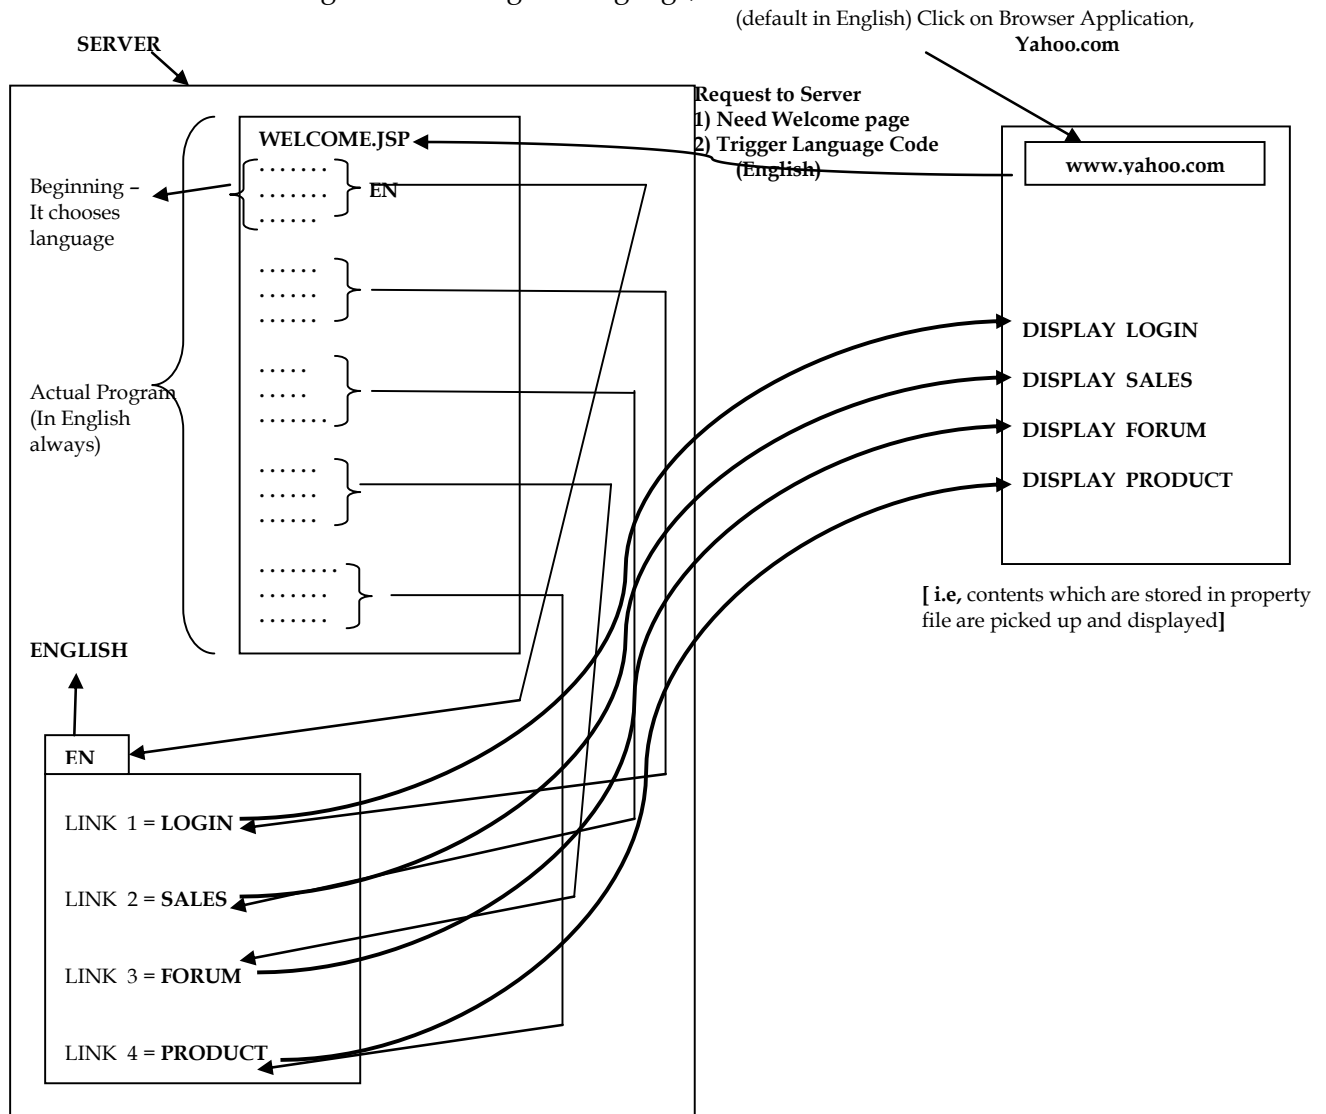 (default in English) Click on Browser Application,
Yahoo.com
SERVER
Request to Server
1) Need Welcome page
2) Trigger Language Code
(English)
WELCOME.JSP
www.yahoo.com
.......
.......
......
EN
Beginning –
It chooses
language
......
......
......
.....
.....
......
Actual Program
(In English
always)
......
......
......
........
.......
.......
DISPLAY LOGIN
DISPLAY SALES
DISPLAY FORUM
DISPLAY PRODUCT
[ i.e, contents which are stored in property
file are picked up and displayed]
ENGLISH
EN
LINK 1 = LOGIN
LINK 2 = SALES
LINK 3 = FORUM
LINK 4 = PRODUCT